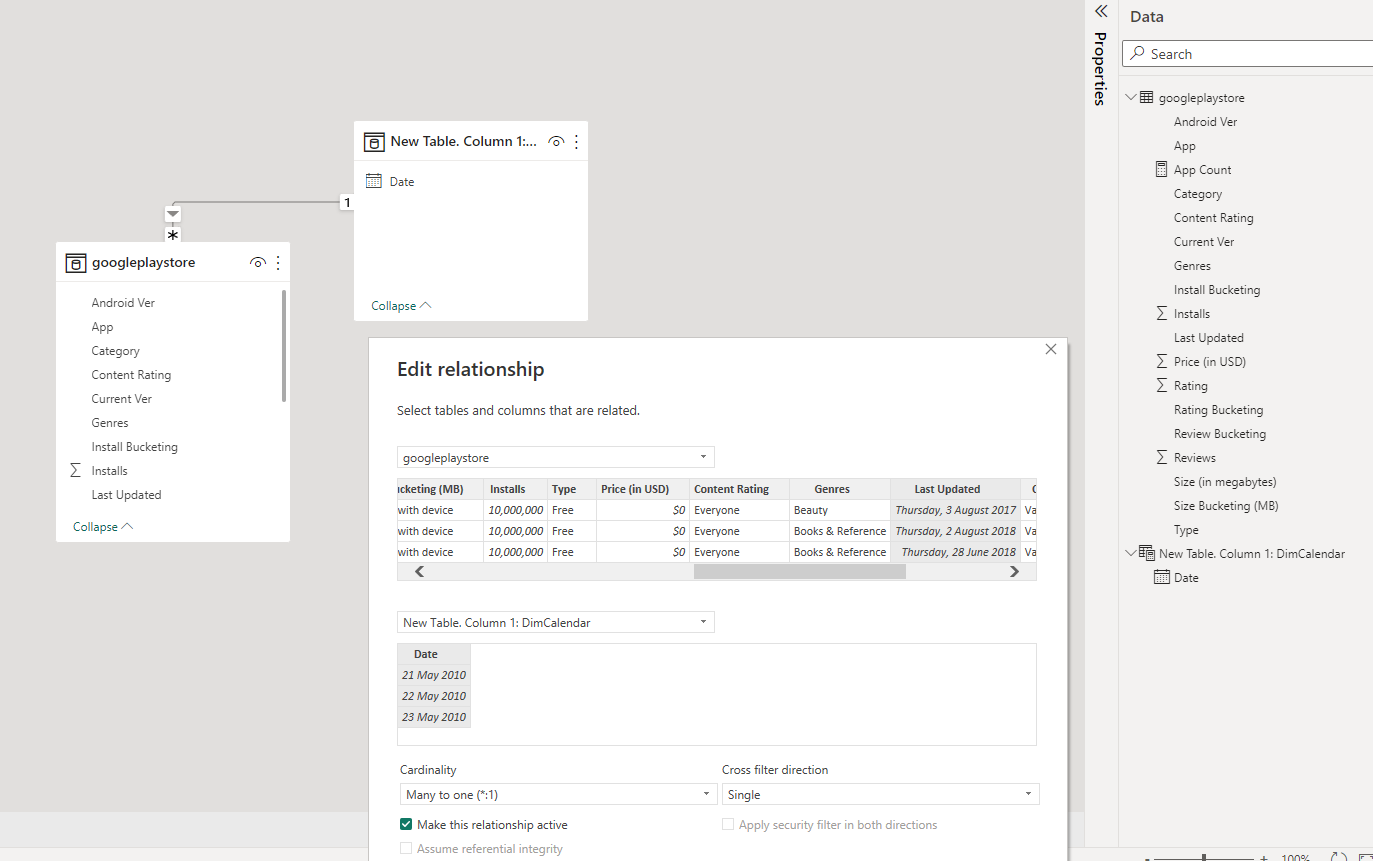 New Table. Column 1:...
Date
1
Collapse
*
googleplaystore
Android Ver
App
Category
Content Rating
Current Ver
Genres
Install Bucketing
Installs
Last Updated
Collapse
Edit relationship
Select tables and columns that are related.
googleplaystore
ucketing (MB) Installs Type Price (in USD) Content Rating Genres Last Updated
with device 10,000,000 Free $0 Everyone Beauty Thursday, 3 August 2017 Va
with device 10,000,000 Free $0 Everyone Books & Reference Thursday, 2 August 2018 Va
with device 10,000,000 Free $0 Everyone Books & Reference Thursday, 28 June 2018 Va
New Table. Column 1: DimCalendar
Date
21 May 2010
22 May 2010
23 May 2010
Cardinality Cross filter direction
Many to one (*:1) Single
Make this relationship active Apply security filter in both directions
Assume referential integrity
Properties
Data
Search
googleplaystore
Android Ver
App
App Count
Category
Content Rating
Current Ver
Genres
Install Bucketing
Installs
Last Updated
Price (in USD)
Rating
Rating Bucketing
Review Bucketing
Reviews
Size (in megabytes)
Size Bucketing (MB)
Type
New Table. Column 1: DimCalendar
Date
100%